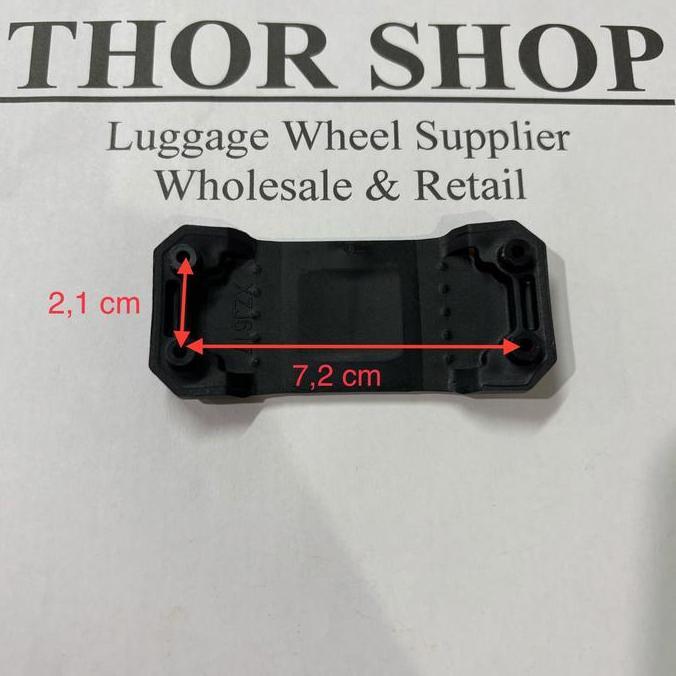 THOR SHOP
Luggage Wheel Supplier
Wholesale & Retail
2,1 cm
7,2 cm